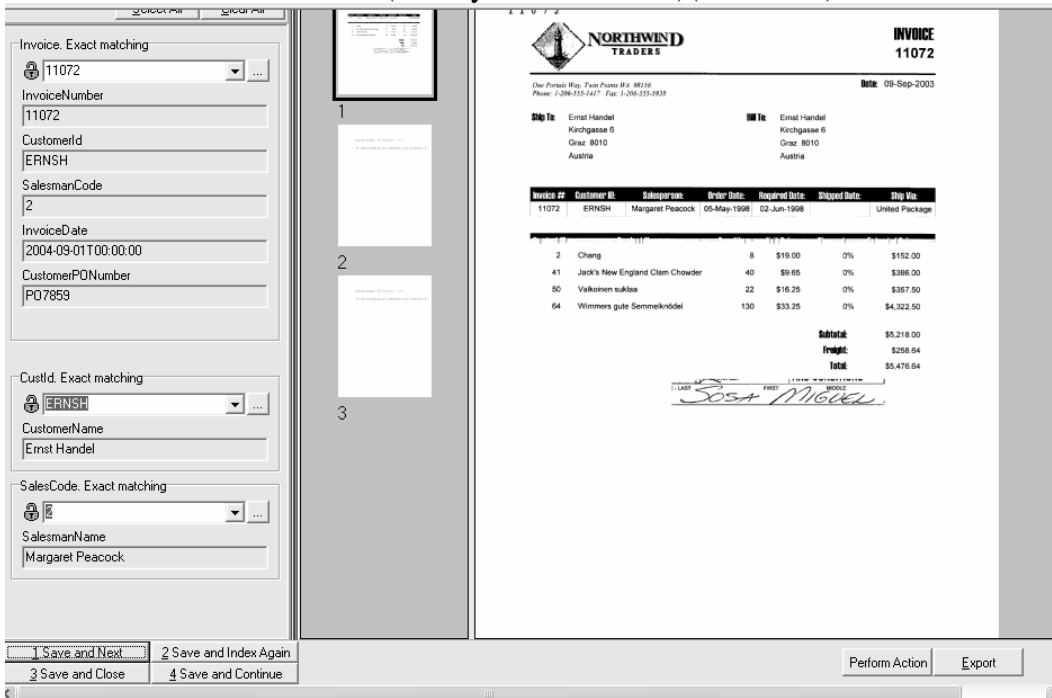 Select All Clear All
Invoice. Exact matching
11072 ...
InvoiceNumber
11072
CustomerId
ERNSH
SalesmanCode
2
InvoiceDate
2004-09-01T00:00:00
CustomerPONumber
PO7859
CustId. Exact matching
ERNSH ...
CustomerName
Ernst Handel
SalesCode. Exact matching
2 ...
SalesmanName
Margaret Peacock
1 Save and Next 2 Save and Index Again
3 Save and Close 4 Save and Continue
1
2
3
11072
NORTHWIND
TRADERS
INVOICE
11072
One Portals Way, Twin Points WA 98156
Phone: 1-206-555-1417 Fax: 1-206-555-5938
Date: 09-Sep-2003
Ship To: Ernst Handel
Kirchgasse 6
Graz 8010
Austria
Bill To: Ernst Handel
Kirchgasse 6
Graz 8010
Austria
Invoice #: Customer ID: Salesperson: Order Date: Required Date: Shipped Date: Ship Via:
11072 ERNSH Margaret Peacock 05-May-1998 02-Jun-1998 United Package
2 Chang 8 $19.00 0% $152.00
41 Jack's New England Clam Chowder 40 $9.65 0% $386.00
50 Valkoinen suklaa 22 $16.25 0% $357.50
64 Wimmers gute Semmelknödel 130 $33.25 0% $4,322.50
Subtotal: $5,218.00
Freight: $258.64
Total: $5,476.64
AND CONDITIONS
- LAST FIRST MIDDLE
SOSA MIGUEL
Perform Action Export